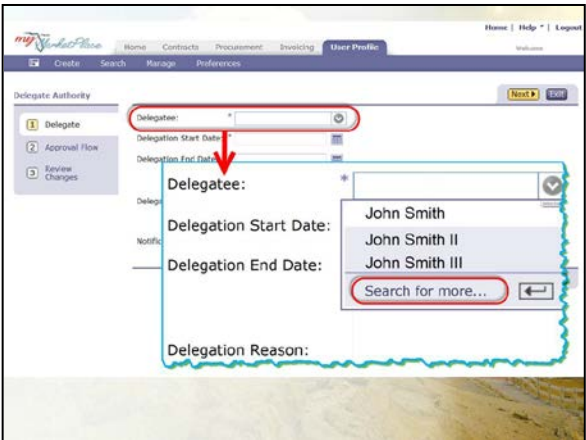 Home | Help | Logout
my MarketPlace Home Contracts Procurement Invoicing User Profile Welcome
Create Search Manage Preferences
Delegate Authority Next Exit
1 Delegate
2 Approval Flow
3 Review Changes
Delegatee: *
Delegation Start Date: *
Delegation End Date:
Delegatee: *
Delegation Start Date:
Delegation End Date:
Delegation Reason:
John Smith
John Smith II
John Smith III
Search for more...